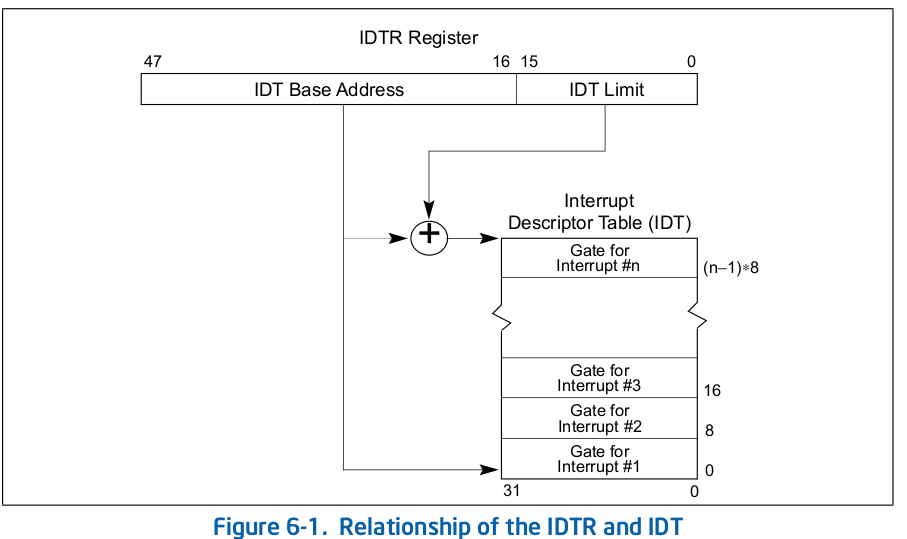 IDTR Register
47 16 15 0
IDT Base Address IDT Limit
+
Interrupt
Descriptor Table (IDT)
Gate for
Interrupt #n
(n–1)∗8
Gate for
Interrupt #3
16
Gate for
Interrupt #2
8
Gate for
Interrupt #1
0
31 0
Figure 6-1. Relationship of the IDTR and IDT